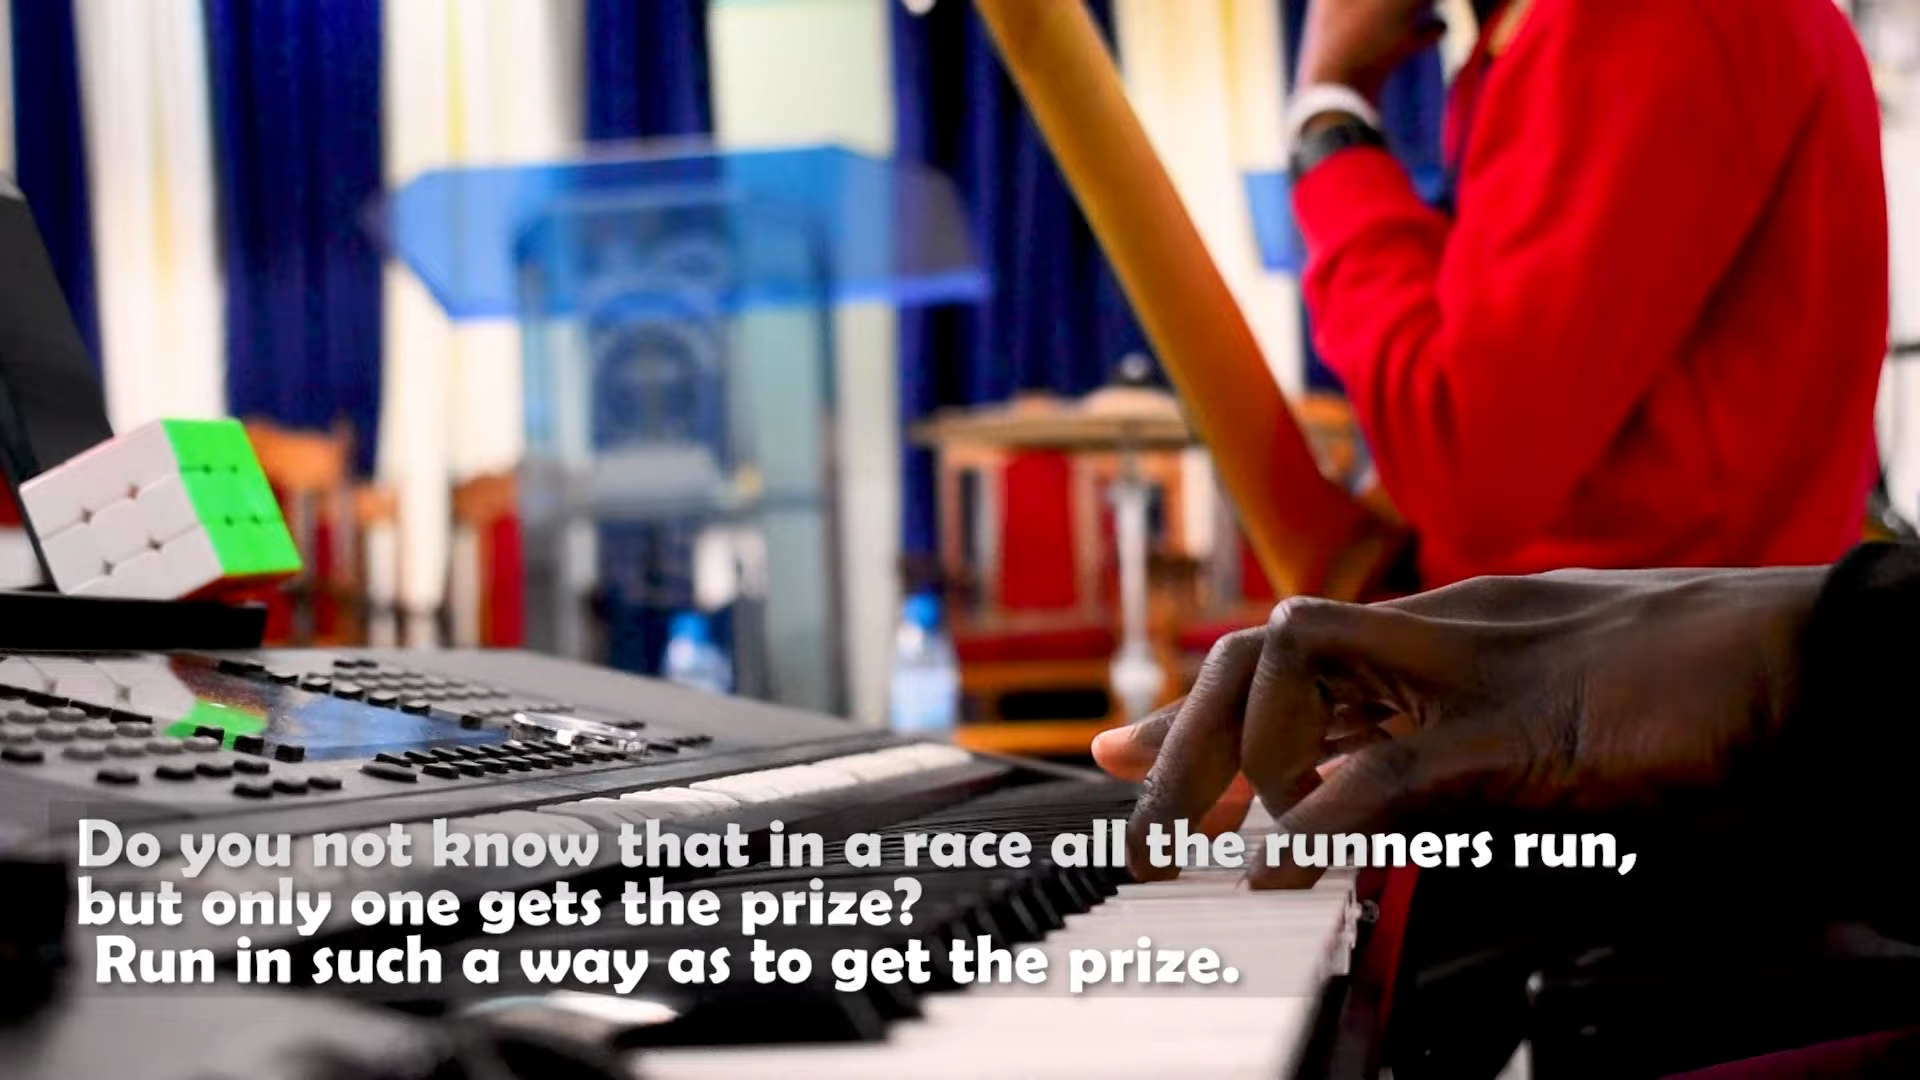 Do you not know that in a race all the runners run,
but only one gets the prize?
Run in such a way as to get the prize.